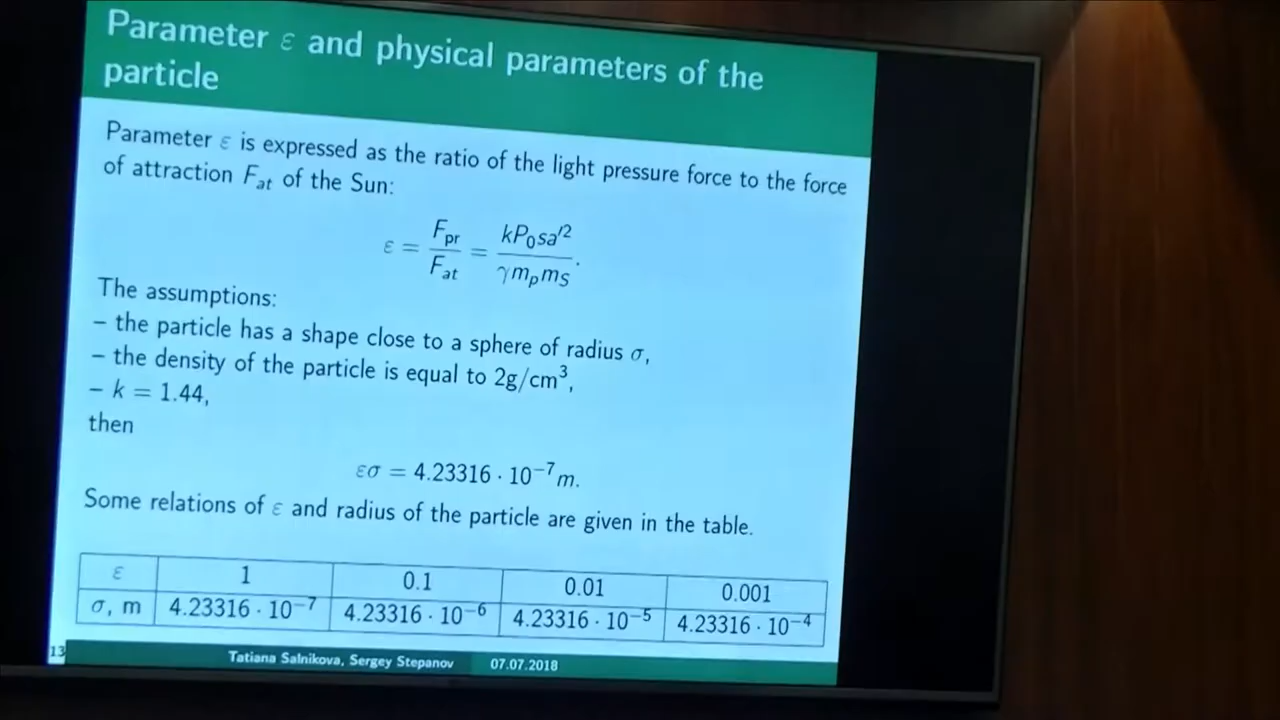 Parameter ε and physical parameters of the
particle
Parameter ε is expressed as the ratio of the light pressure force to the force
of attraction F_at of the Sun:
ε = F_pr / F_at = kP₀sa′² / γm_p m_S.
The assumptions:
– the particle has a shape close to a sphere of radius σ,
– the density of the particle is equal to 2g/cm³,
– k = 1.44,
then
εσ = 4.23316 · 10⁻⁷ m.
Some relations of ε and radius of the particle are given in the table.
ε 1 0.1 0.01 0.001
σ, m 4.23316 · 10⁻⁷ 4.23316 · 10⁻⁶ 4.23316 · 10⁻⁵ 4.23316 · 10⁻⁴
13
Tatiana Salnikova, Sergey Stepanov 07.07.2018